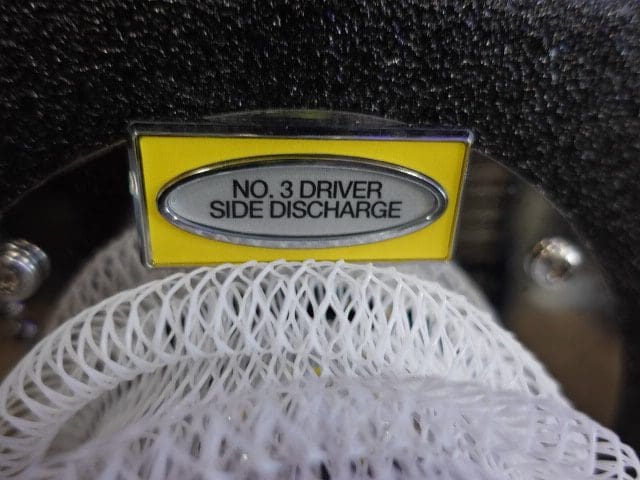 NO. 3 DRIVER
SIDE DISCHARGE